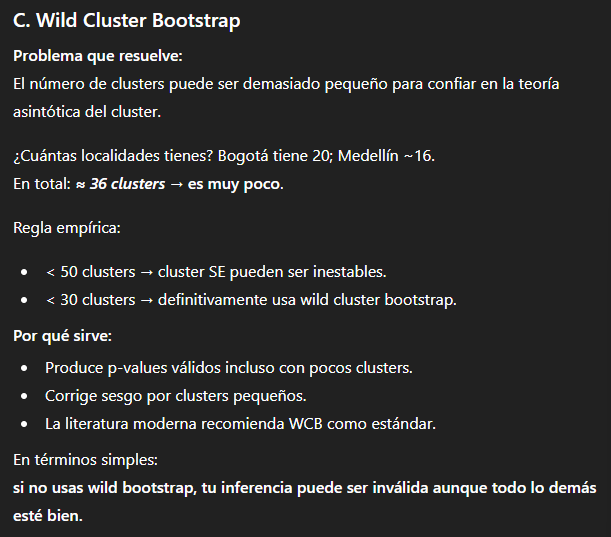 C. Wild Cluster Bootstrap
Problema que resuelve:
El número de clusters puede ser demasiado pequeño para confiar en la teoría
asintótica del cluster.
¿Cuántas localidades tienes? Bogotá tiene 20; Medellín ~16.
En total: ≈ 36 clusters → es muy poco.
Regla empírica:
• < 50 clusters → cluster SE pueden ser inestables.
• < 30 clusters → definitivamente usa wild cluster bootstrap.
Por qué sirve:
• Produce p-values válidos incluso con pocos clusters.
• Corrige sesgo por clusters pequeños.
• La literatura moderna recomienda WCB como estándar.
En términos simples:
si no usas wild bootstrap, tu inferencia puede ser inválida aunque todo lo demás
esté bien.